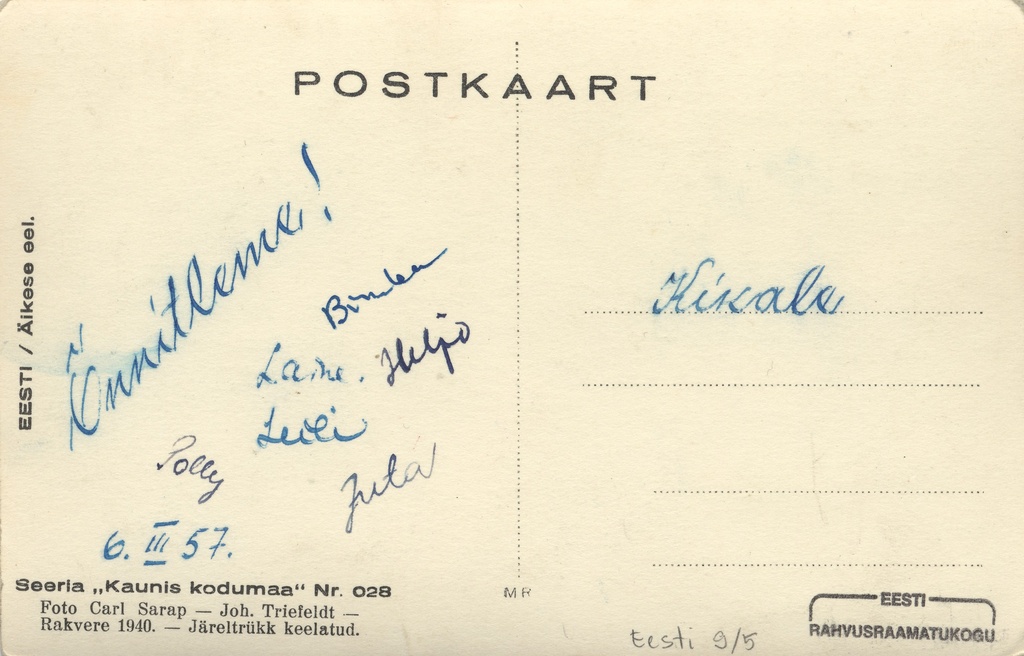 POSTKAART
EESTI / Äikese eel.
Õnnitleme!
Laine. Heljo
Leili
Polly
Juta
6. III 57.
Kikale
Seeria „Kaunis kodumaa“ Nr. 028
Foto Carl Sarap — Joh. Triefeldt —
Rakvere 1940. — Järeltrükk keelatud.
MR
Eesti 9/5
EESTI
RAHVUSRAAMATUKOGU